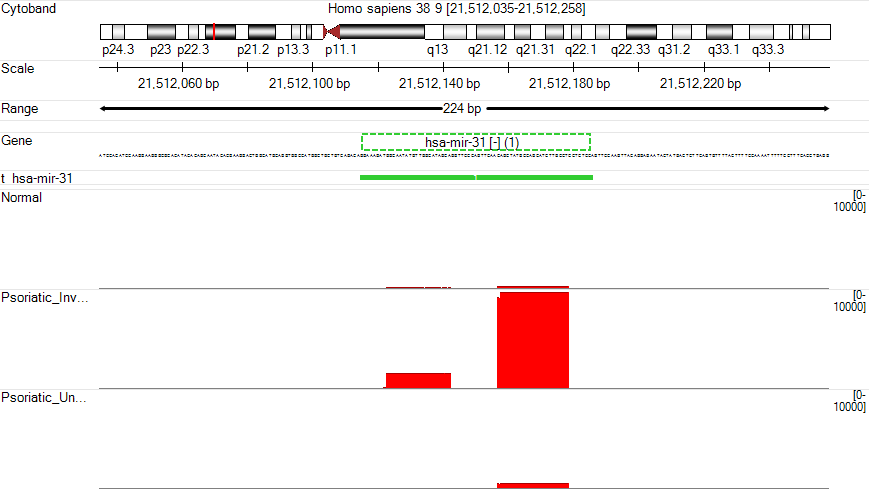 Cytoband
Homo sapiens 38 9 [21,512,035-21,512,258]
p24.3 p23 p22.3 p21.2 p13.3 p11.1 q13 q21.12 q21.31 q22.1 q22.33 q31.2 q33.1 q33.3
Scale
21,512,060 bp 21,512,100 bp 21,512,140 bp 21,512,180 bp 21,512,220 bp
Range
224 bp
Gene
hsa-mir-31 [-] (1)
t hsa-mir-31
Normal
[0-
10000]
Psoriatic_Inv...
[0-
10000]
Psoriatic_Un...
[0-
10000]